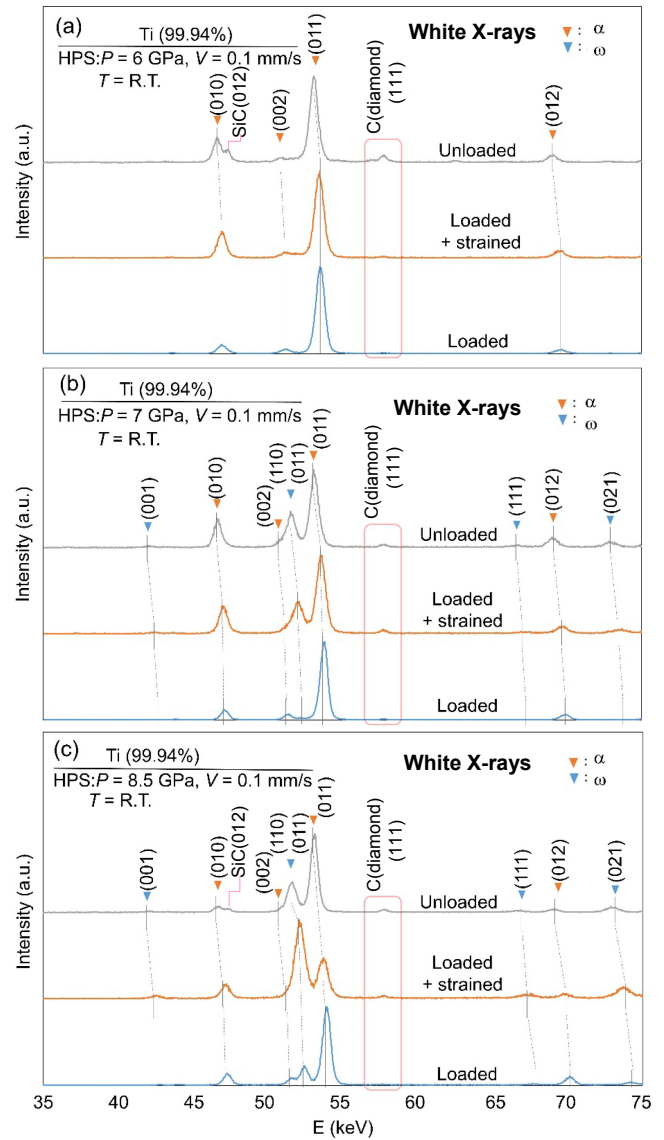 (a)
Ti (99.94%)
HPS:P = 6 GPa, V = 0.1 mm/s
T = R.T.
White X-rays
▼: α
▼: ω
(010)
SiC(012)
(002)
(011)
C(diamond)
(111)
(012)
Unloaded
Loaded
+ strained
Loaded
Intensity (a.u.)
(b)
Ti (99.94%)
HPS:P = 7 GPa, V = 0.1 mm/s
T = R.T.
White X-rays
▼: α
▼: ω
(001)
(010)
(002)
(110)
(011)
(011)
C(diamond)
(111)
(111)
(012)
(021)
Unloaded
Loaded
+ strained
Loaded
Intensity (a.u.)
(c)
Ti (99.94%)
HPS:P = 8.5 GPa, V = 0.1 mm/s
T = R.T.
White X-rays
▼: α
▼: ω
(001)
(010)
SiC(012)
(002)
(110)
(011)
(011)
C(diamond)
(111)
(111)
(012)
(021)
Unloaded
Loaded
+ strained
Loaded
Intensity (a.u.)
35 40 45 50 55 60 65 70 75
E (keV)